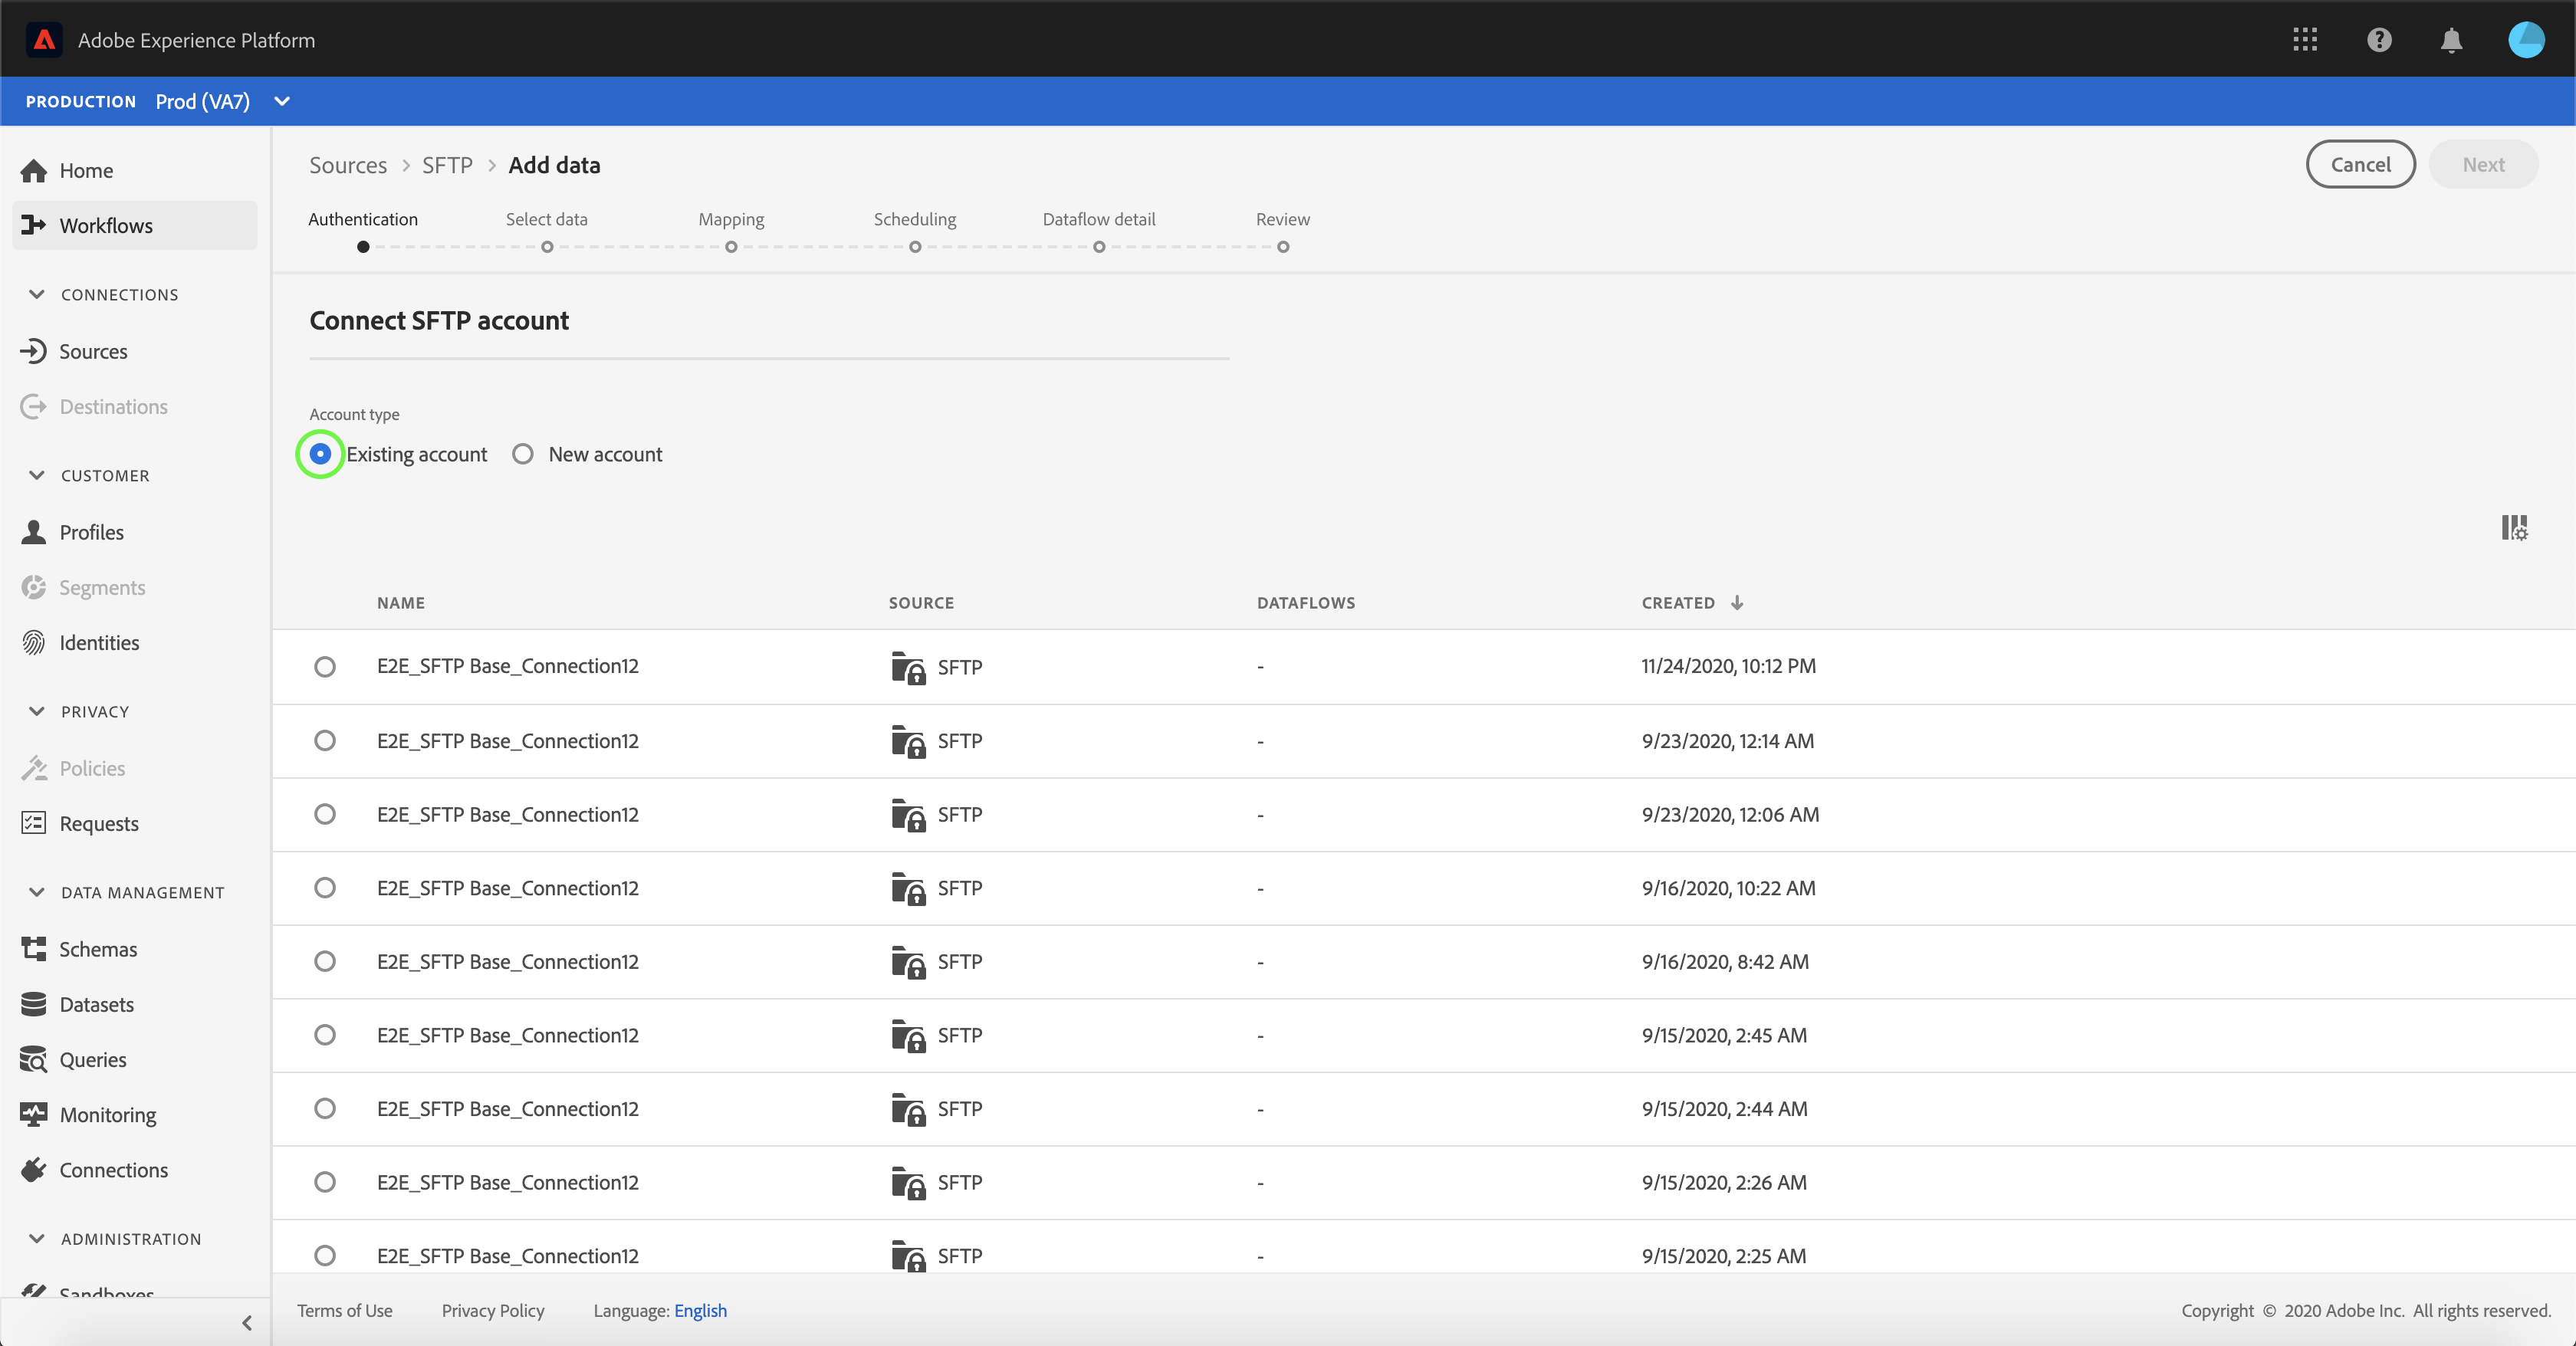 Adobe Experience Platform
PRODUCTION Prod (VA7)
Home
Workflows
CONNECTIONS
Sources
Destinations
CUSTOMER
Profiles
Segments
Identities
PRIVACY
Policies
Requests
DATA MANAGEMENT
Schemas
Datasets
Queries
Monitoring
Connections
ADMINISTRATION
Sandboxes
Sources > SFTP > Add data
Cancel
Next
Authentication Select data Mapping Scheduling Dataflow detail Review
Connect SFTP account
Account type
Existing account New account
NAME SOURCE DATAFLOWS CREATED
E2E_SFTP Base_Connection12 SFTP - 11/24/2020, 10:12 PM
E2E_SFTP Base_Connection12 SFTP - 9/23/2020, 12:14 AM
E2E_SFTP Base_Connection12 SFTP - 9/23/2020, 12:06 AM
E2E_SFTP Base_Connection12 SFTP - 9/16/2020, 10:22 AM
E2E_SFTP Base_Connection12 SFTP - 9/16/2020, 8:42 AM
E2E_SFTP Base_Connection12 SFTP - 9/15/2020, 2:45 AM
E2E_SFTP Base_Connection12 SFTP - 9/15/2020, 2:44 AM
E2E_SFTP Base_Connection12 SFTP - 9/15/2020, 2:26 AM
E2E_SFTP Base_Connection12 SFTP - 9/15/2020, 2:25 AM
Terms of Use Privacy Policy Language: English Copyright © 2020 Adobe Inc. All rights reserved.